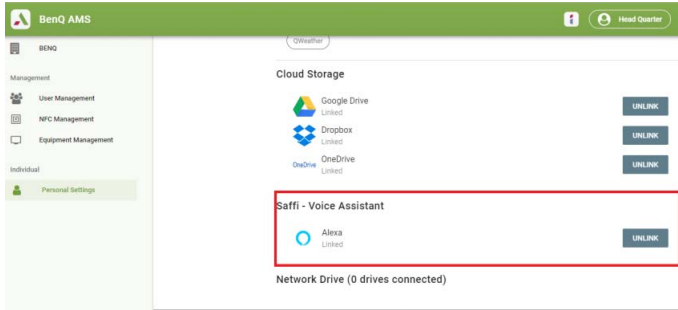 BenQ AMS
Head Quarter
BENQ
Management
User Management
NFC Management
Equipment Management
Individual
Personal Settings
QWeather
Cloud Storage
Google Drive
Linked
UNLINK
Dropbox
Linked
UNLINK
OneDrive
OneDrive
Linked
UNLINK
Saffi - Voice Assistant
Alexa
Linked
UNLINK
Network Drive (0 drives connected)